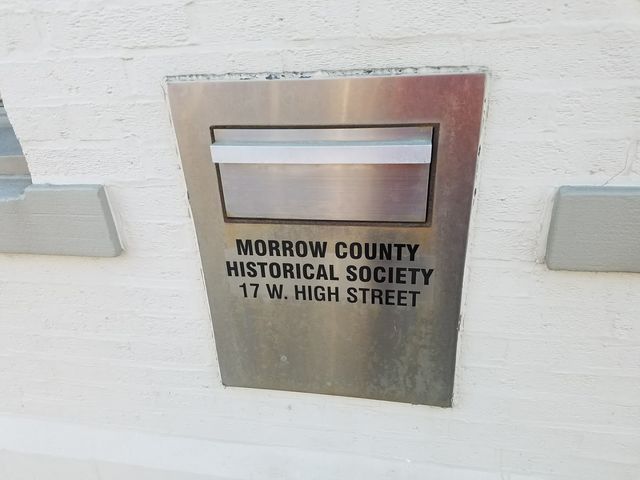 MORROW COUNTY
HISTORICAL SOCIETY
17 W. HIGH STREET